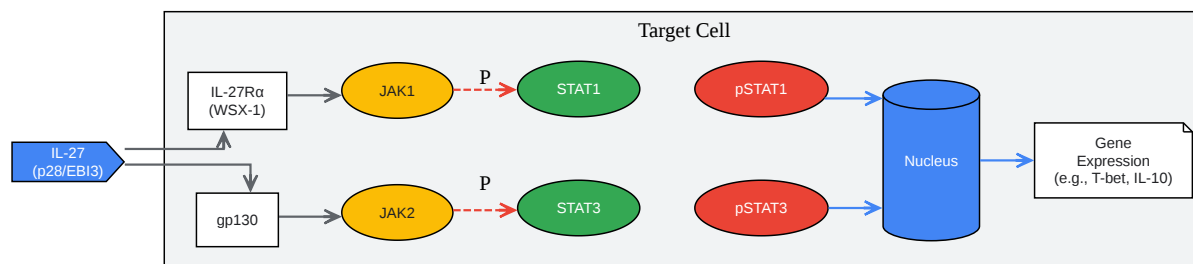 Target Cell
IL-27
(p28/EBI3)
IL-27Rα
(WSX-1)
JAK1
P
STAT1
pSTAT1
gp130
JAK2
P
STAT3
pSTAT3
Nucleus
Gene
Expression
(e.g., T-bet, IL-10)